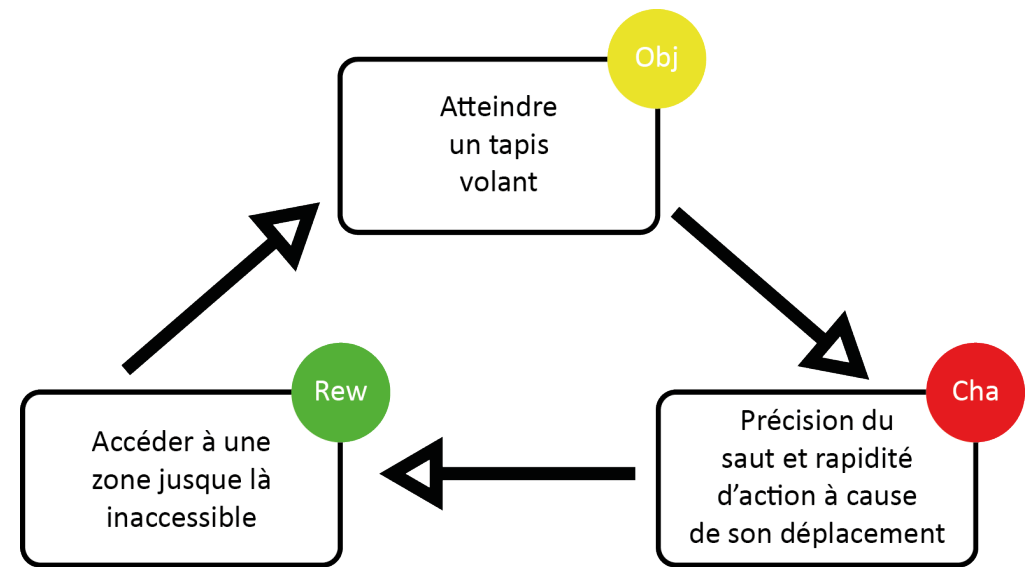 Obj
Atteindre
un tapis
volant
Cha
Précision du
saut et rapidité
d’action à cause
de son déplacement
Rew
Accéder à une
zone jusque là
inaccessible